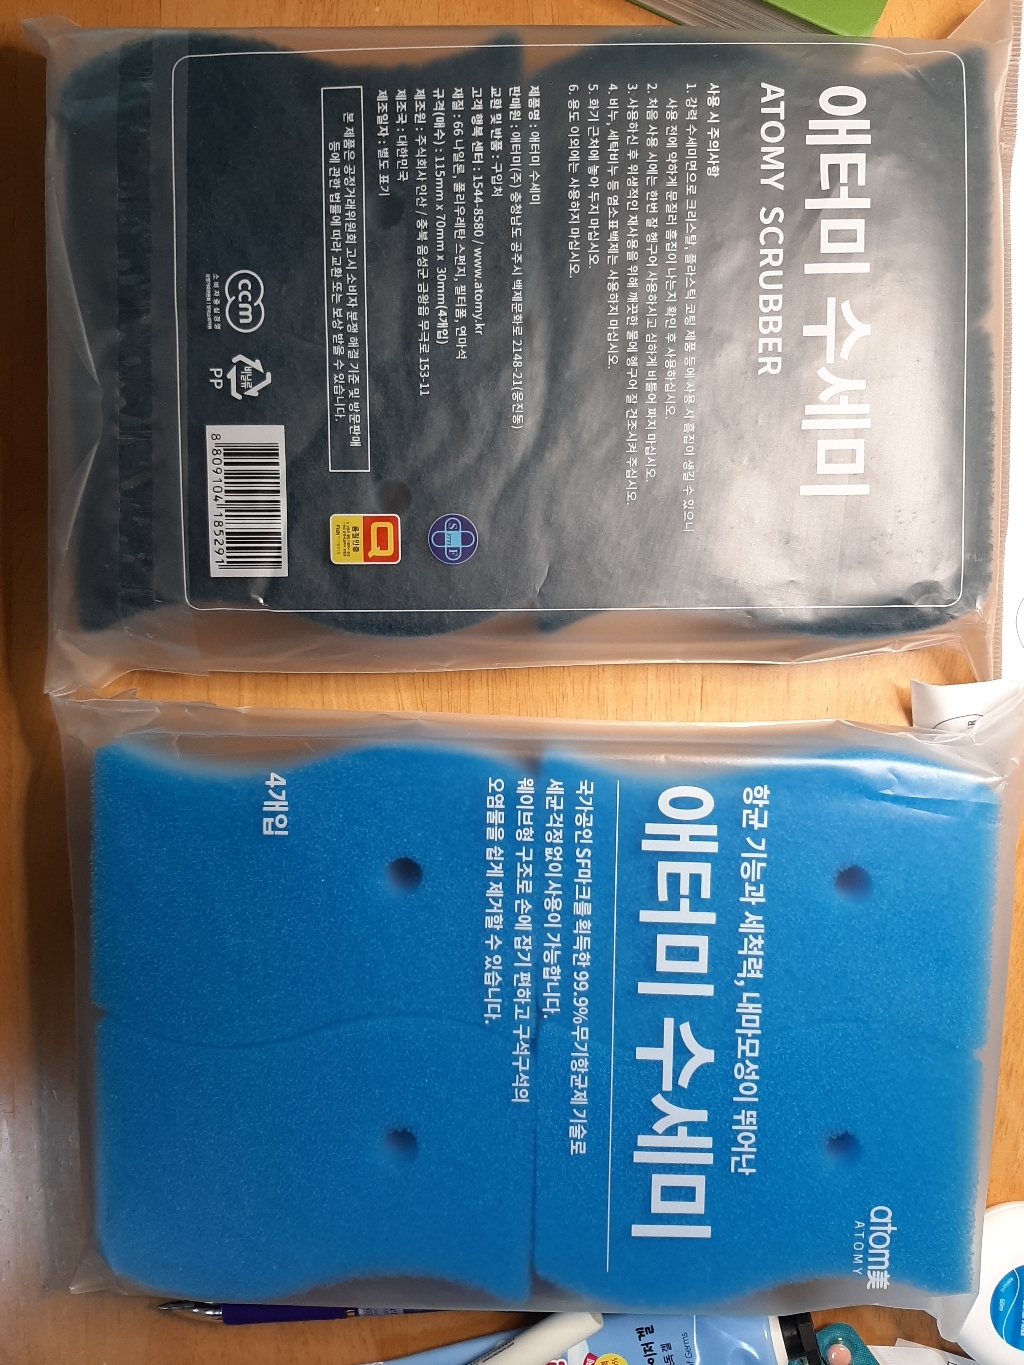 애터미 수세미
ATOMY SCRUBBER
사용 시 주의사항
1. 강력 수세미면으로 크리스탈, 플라스틱 코팅 제품 등에 사용 시 흠집이 생길 수 있으니
사용 전에 약하게 문질러 흠집이 나는지 확인 후 사용하십시오.
2. 처음 사용 시에는 한번 잘 헹구어 사용하시고 심하게 비틀어 짜지 마십시오.
3. 사용하신 후 위생적인 재사용을 위해 깨끗한 물에 헹구어 잘 건조시켜 주십시오.
4. 비누, 세탁비누 등 염소표백제는 사용하지 마십시오.
5. 화기 근처에 놓아 두지 마십시오.
6. 용도 이외에는 사용하지 마십시오.
제품명 : 애터미 수세미
판매원 : 애터미(주) 충청남도 공주시 백제문화로 2148-21(웅진동)
교환 및 반품 : 구입처
고객 행복 센터 : 1544-8580 / www.atomy.kr
재질 : 66 나일론, 폴리우레탄 스펀지, 필터폼, 연마석
규격(매수) : 115mm x 70mm x 30mm(4개입)
제조원 : 주식회사 인산 / 충북 음성군 금왕읍 무극로 153-11
제조국 : 대한민국
제조일자 : 별도 표기
본 제품은 공정거래위원회 고시 소비자 분쟁 해결 기준 및 방문판매
등에 관한 법률에 따라 교환 또는 보상 받을 수 있습니다.
ccm
소비자중심경영
비닐류
PP
8 809104 185291
Q
품질인증
SF
atom美
ATOMY
항균 기능과 세척력, 내마모성이 뛰어난
애터미 수세미
국가공인 SF마크를 획득한 99.9%무기항균제 기술로
세균걱정 없이 사용이 가능합니다.
웨이브형 구조로 손에 잡기 편하고 구석구석의
오염물을 쉽게 제거할 수 있습니다.
4개입